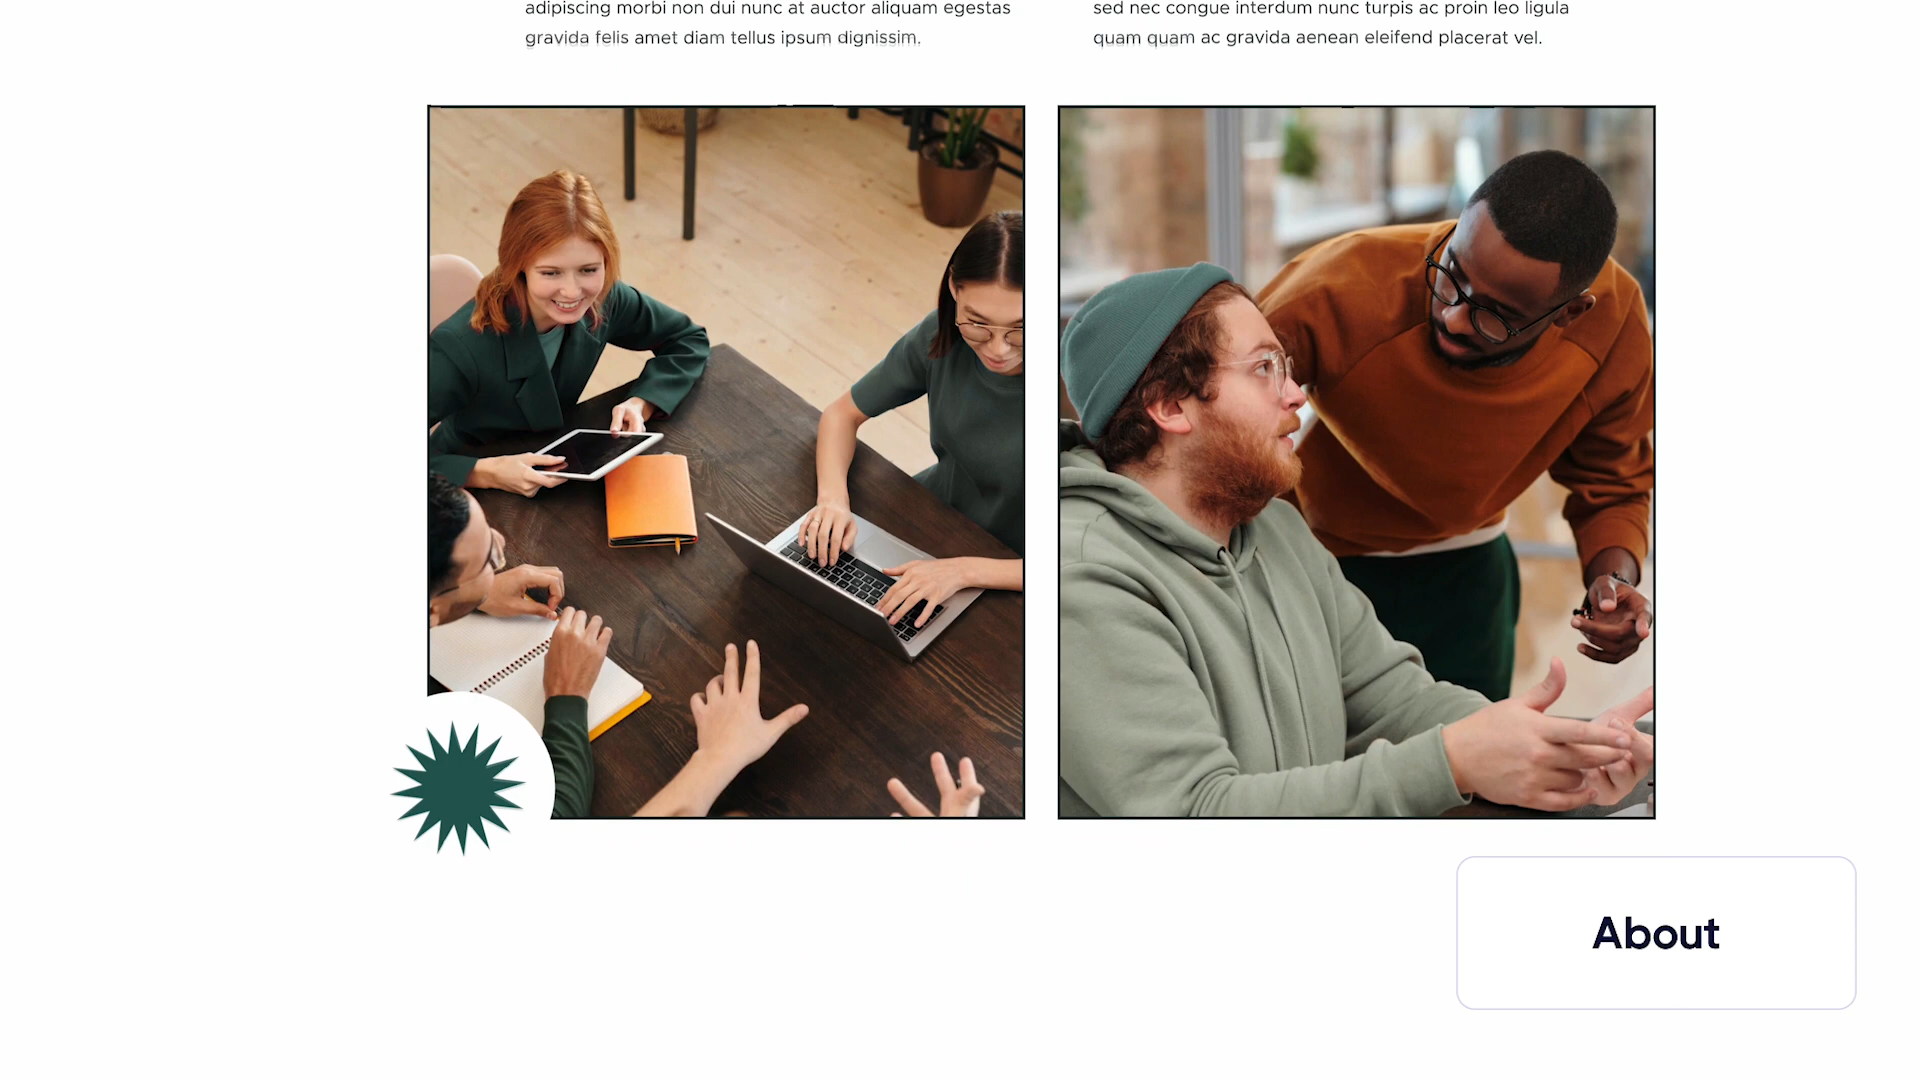 adipiscing morbi non dui nunc at auctor aliquam egestas
gravida felis amet diam tellus ipsum dignissim.
sed nec congue interdum nunc turpis ac proin leo ligula
quam quam ac gravida aenean eleifend placerat vel.
About